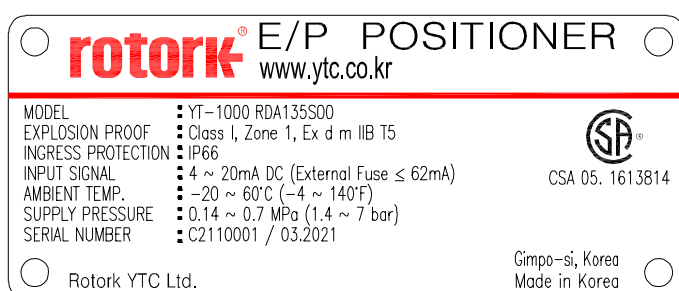 rotork® E/P POSITIONER
www.ytc.co.kr
MODEL : YT-1000 RDA135S00
EXPLOSION PROOF : Class I, Zone 1, Ex d m IIB T5
INGRESS PROTECTION : IP66
INPUT SIGNAL : 4 ~ 20mA DC (External Fuse ≤ 62mA)
AMBIENT TEMP. : -20 ~ 60°C (-4 ~ 140°F)
SUPPLY PRESSURE : 0.14 ~ 0.7 MPa (1.4 ~ 7 bar)
SERIAL NUMBER : C2110001 / 03.2021
SA ®
CSA 05. 1613814
Gimpo-si, Korea
Rotork YTC Ltd. Made in Korea